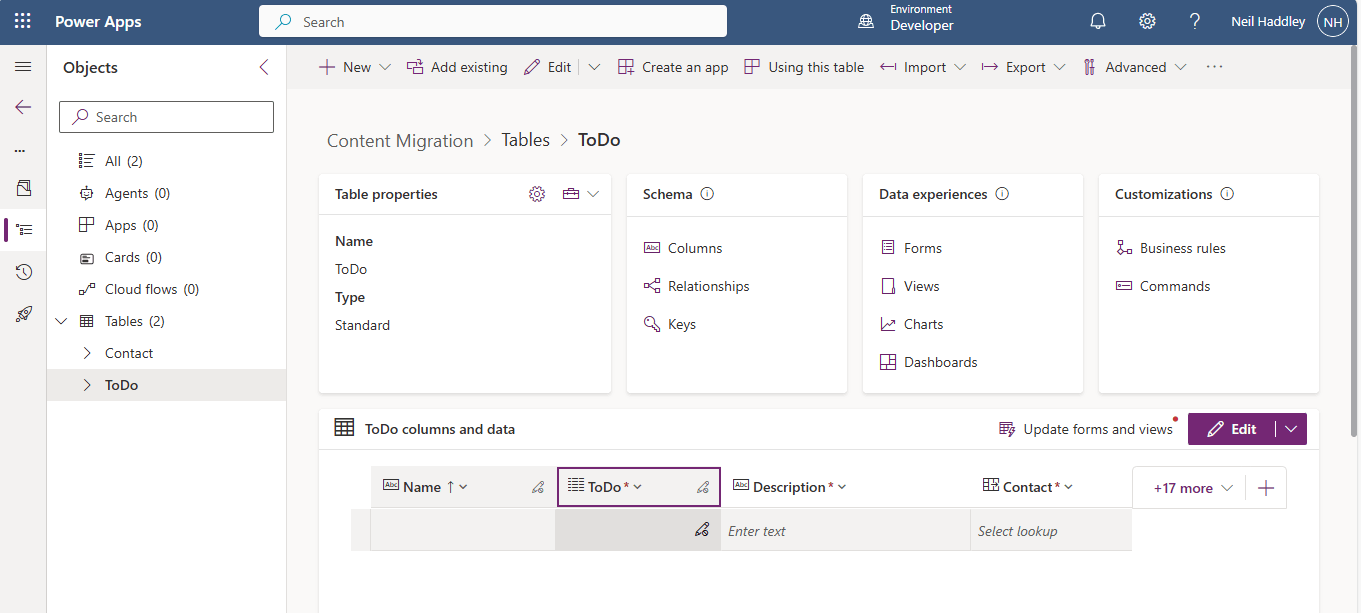 Power Apps
Search
Environment
Developer
Neil Haddley
NH
Objects
Search
All (2)
Agents (0)
Apps (0)
Cards (0)
Cloud flows (0)
Tables (2)
Contact
ToDo
New
Add existing
Edit
Create an app
Using this table
Import
Export
Advanced
Content Migration > Tables > ToDo
Table properties
Name
ToDo
Type
Standard
Schema
Columns
Relationships
Keys
Data experiences
Forms
Views
Charts
Dashboards
Customizations
Business rules
Commands
ToDo columns and data
Update forms and views
Edit
Abc Name ↑
ToDo *
Abc Description *
Contact *
+17 more
Enter text
Select lookup